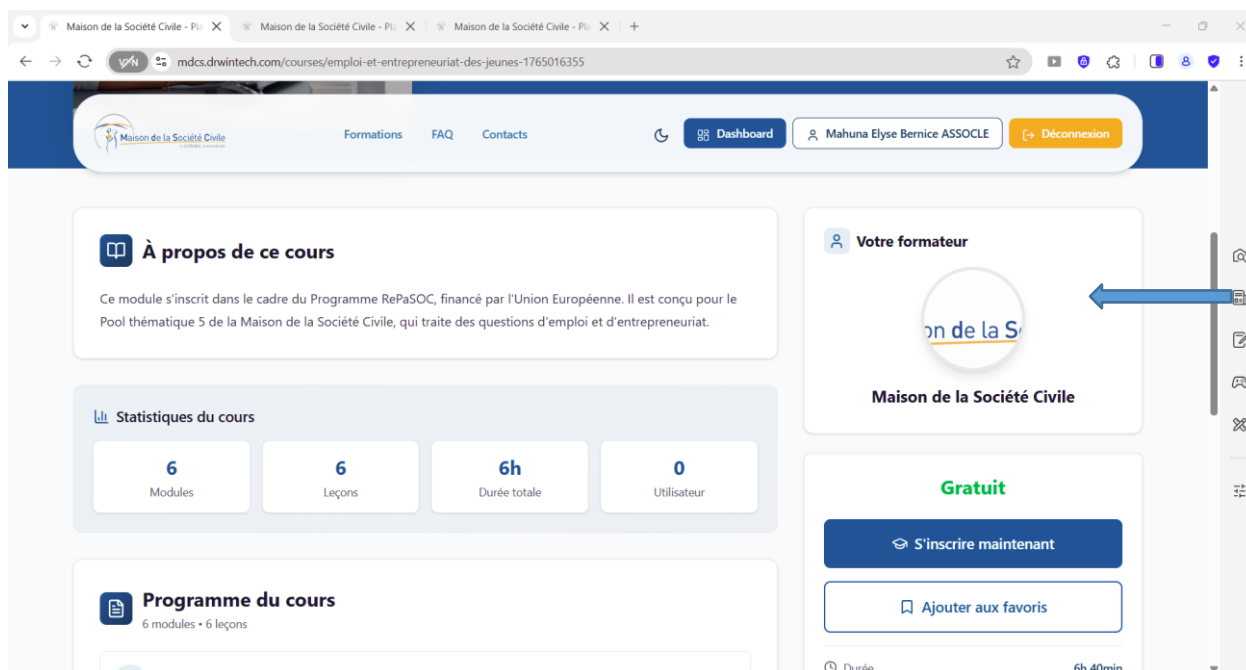 Maison de la Société Civile - Pla
Maison de la Société Civile - Pla
Maison de la Société Civile - Pla
VPN
mdcs.drwintech.com/courses/emploi-et-entrepreneuriat-des-jeunes-1765016355
Maison de la Société Civile
Formations
FAQ
Contacts
Dashboard
Mahuna Elyse Bernice ASSOCLE
Déconnexion
À propos de ce cours
Ce module s'inscrit dans le cadre du Programme RePaSOC, financé par l'Union Européenne. Il est conçu pour le
Pool thématique 5 de la Maison de la Société Civile, qui traite des questions d'emploi et d'entrepreneuriat.
Statistiques du cours
6
Modules
6
Leçons
6h
Durée totale
0
Utilisateur
Programme du cours
6 modules • 6 leçons
Votre formateur
on de la S
Maison de la Société Civile
Gratuit
S'inscrire maintenant
Ajouter aux favoris
Durée
6h 40min